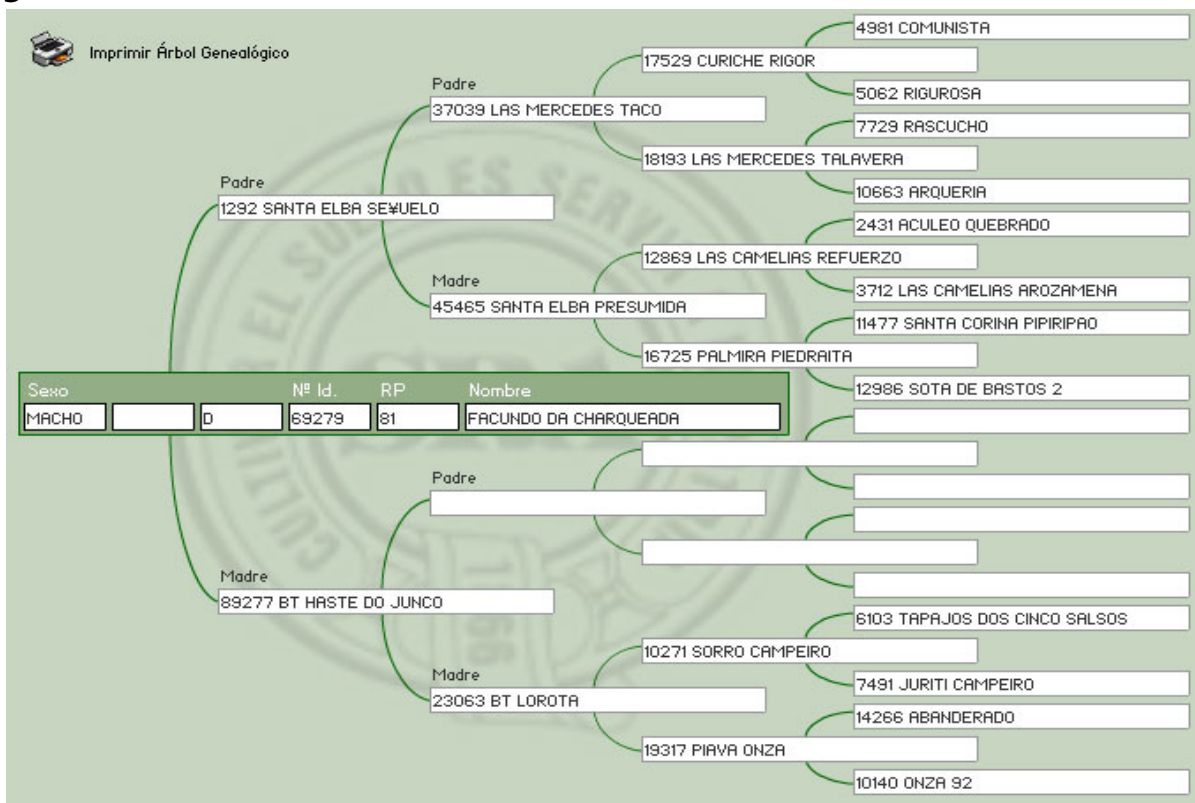 Imprimir Árbol Genealógico
4981 COMUNISTA
17529 CURICHE RIGOR
5062 RIGUROSA
Padre
37039 LAS MERCEDES TACO
7729 RASCUCHO
18193 LAS MERCEDES TALAVERA
10663 ARQUERIA
Padre
1292 SANTA ELBA SE¥UELO
2431 ACULEO QUEBRADO
12869 LAS CAMELIAS REFUERZO
3712 LAS CAMELIAS AROZAMENA
Madre
45465 SANTA ELBA PRESUMIDA
11477 SANTA CORINA PIPIRIPAO
16725 PALMIRA PIEDRAITA
12986 SOTA DE BASTOS 2
Sexo Nº Id. RP Nombre
MACHO D 69279 81 FACUNDO DA CHARQUEADA
Padre
Madre
89277 BT HASTE DO JUNCO
6103 TAPAJOS DOS CINCO SALSOS
10271 SORRO CAMPEIRO
7491 JURITI CAMPEIRO
Madre
23063 BT LOROTA
14266 ABANDERADO
19317 PIAVA ONZA
10140 ONZA 92